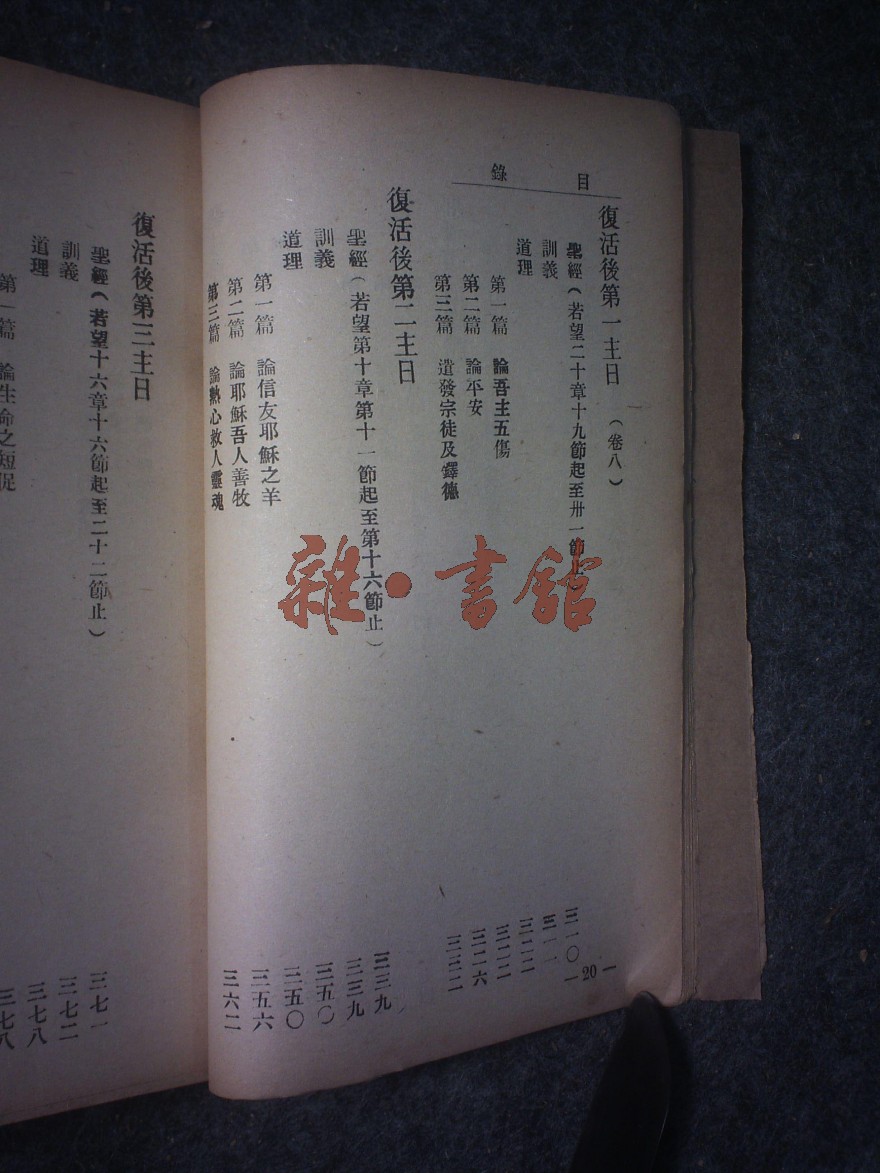 目錄
復活後第一主日 (卷八)
聖經(若望二十章十九節起至卅一節止) 三一〇
訓義 三一一
道理 三二二
第一篇 論吾主五傷 三二二
第二篇 論平安 三二六
第三篇 遣發宗徒及鐸德 三三二
復活後第二主日
聖經(若望第十章第十一節起至第十六節止) 三三九
訓義 三三九
道理 三五〇
第一篇 論信友耶穌之羊 三五〇
第二篇 論耶穌吾人善牧 三五六
第三篇 論熱心救人靈魂 三六二
—20—
復活後第三主日
聖經(若望十六章十六節起至二十二節止) 三七一
訓義 三七二
道理 三七八
第一篇 論生命之短促 三七八
雜·書館